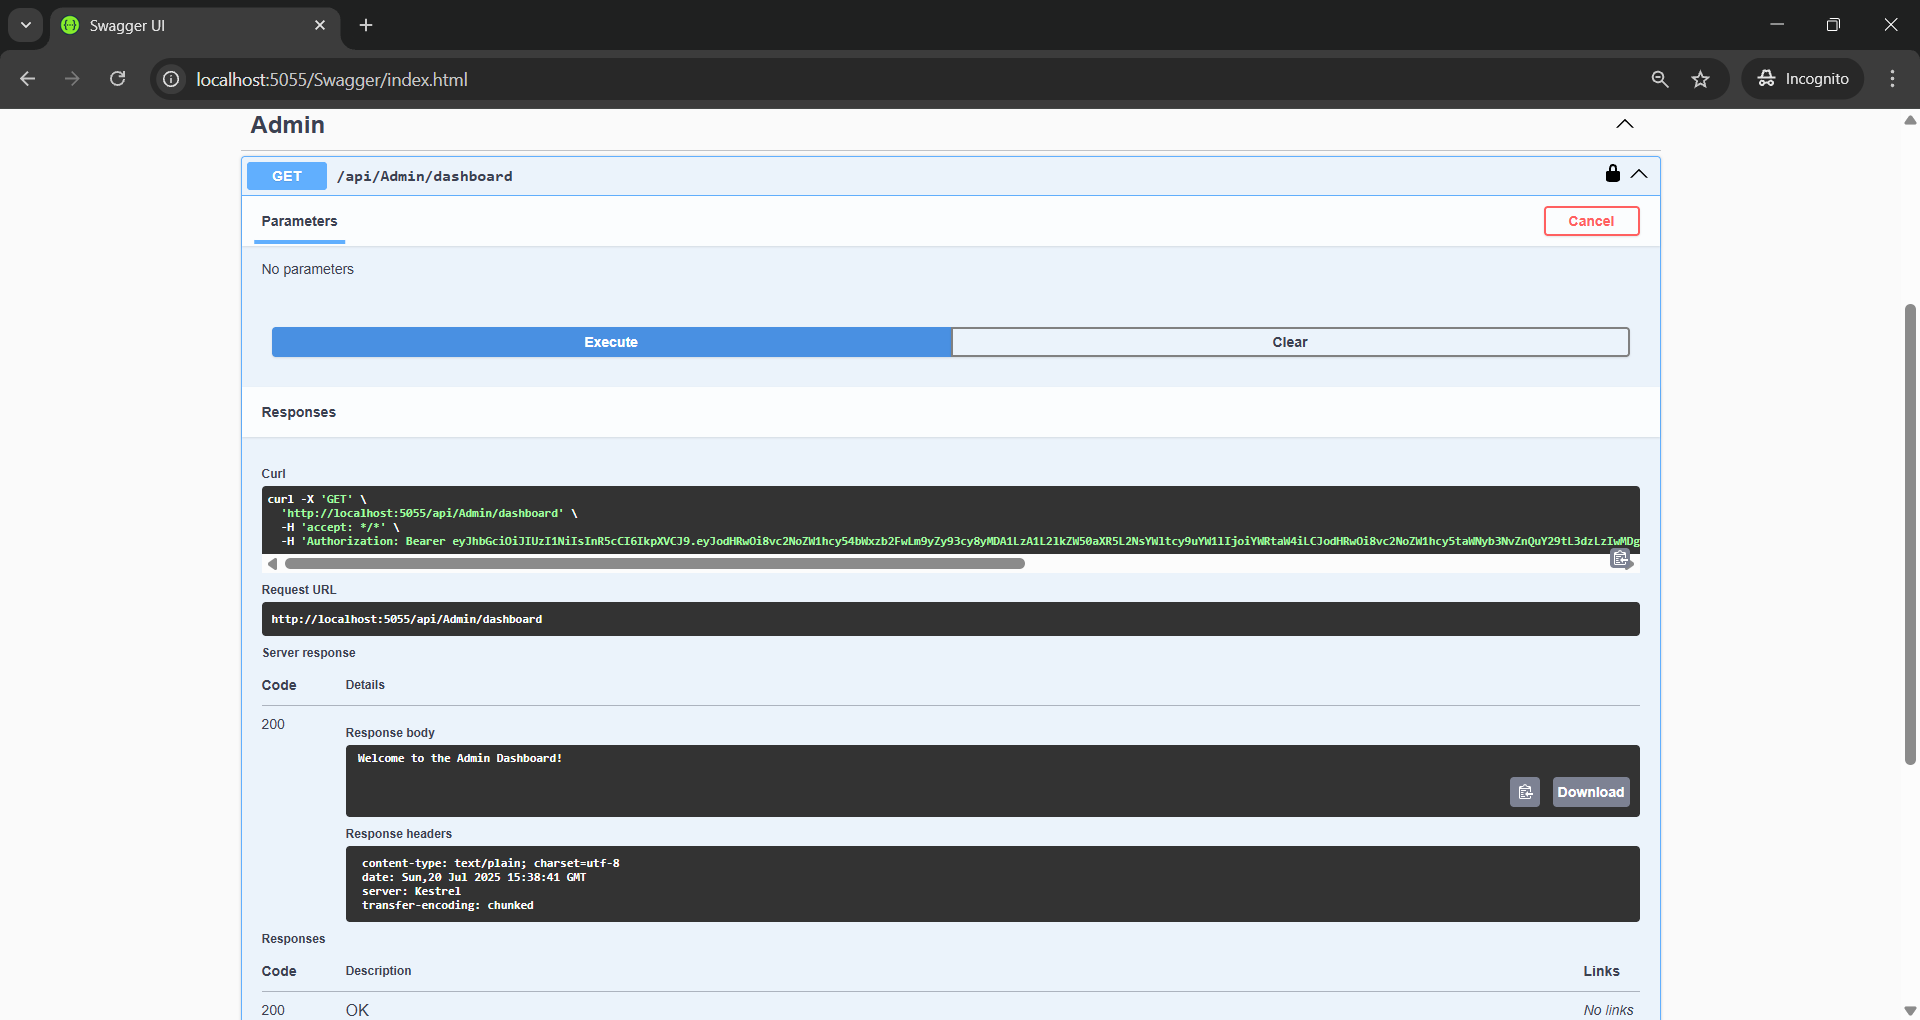 Swagger UI
localhost:5055/Swagger/index.html
Incognito
Admin
GET /api/Admin/dashboard
Parameters
Cancel
No parameters
Execute
Clear
Responses
Curl
curl -X 'GET' \
'http://localhost:5055/api/Admin/dashboard' \
-H 'accept: */*' \
-H 'Authorization: Bearer
Request URL
http://localhost:5055/api/Admin/dashboard
Server response
Code Details
200
Response body
Welcome to the Admin Dashboard!
Download
Response headers
content-type: text/plain; charset=utf-8
date: Sun,20 Jul 2025 15:38:41 GMT
server: Kestrel
transfer-encoding: chunked
Responses
Code Description Links
200 OK No links